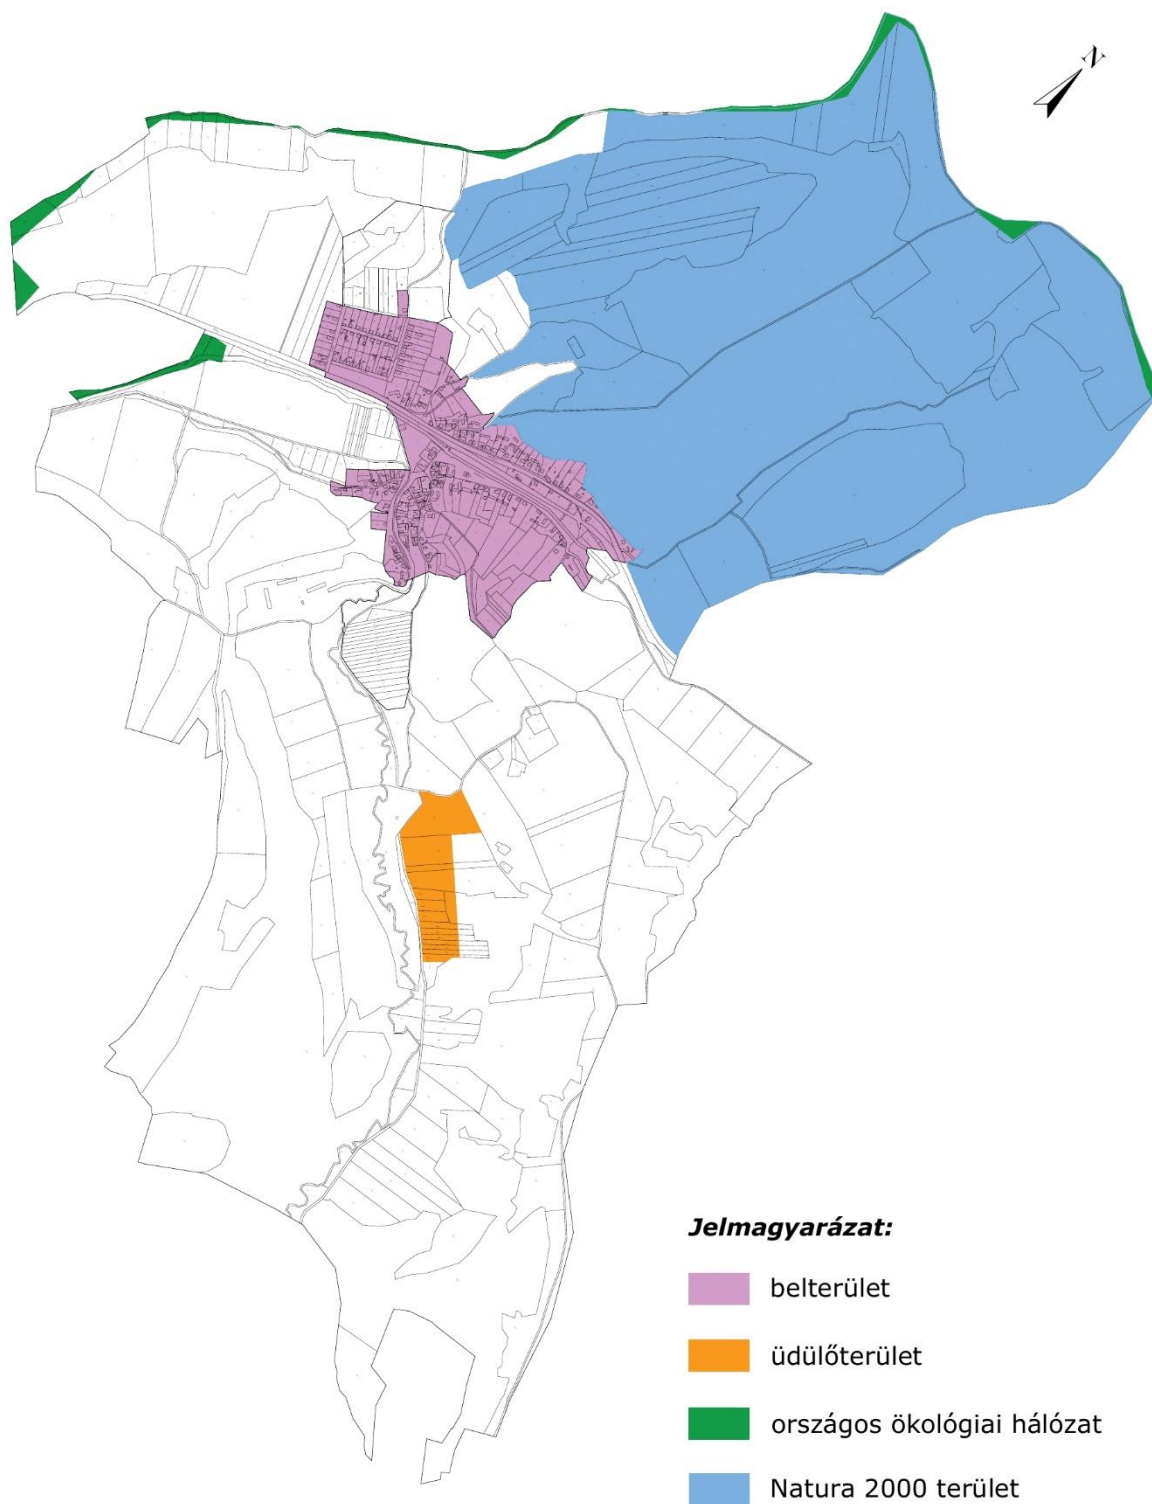 N
Jelmagyarázat:
belterület
üdülőterület
országos ökológiai hálózat
Natura 2000 terület